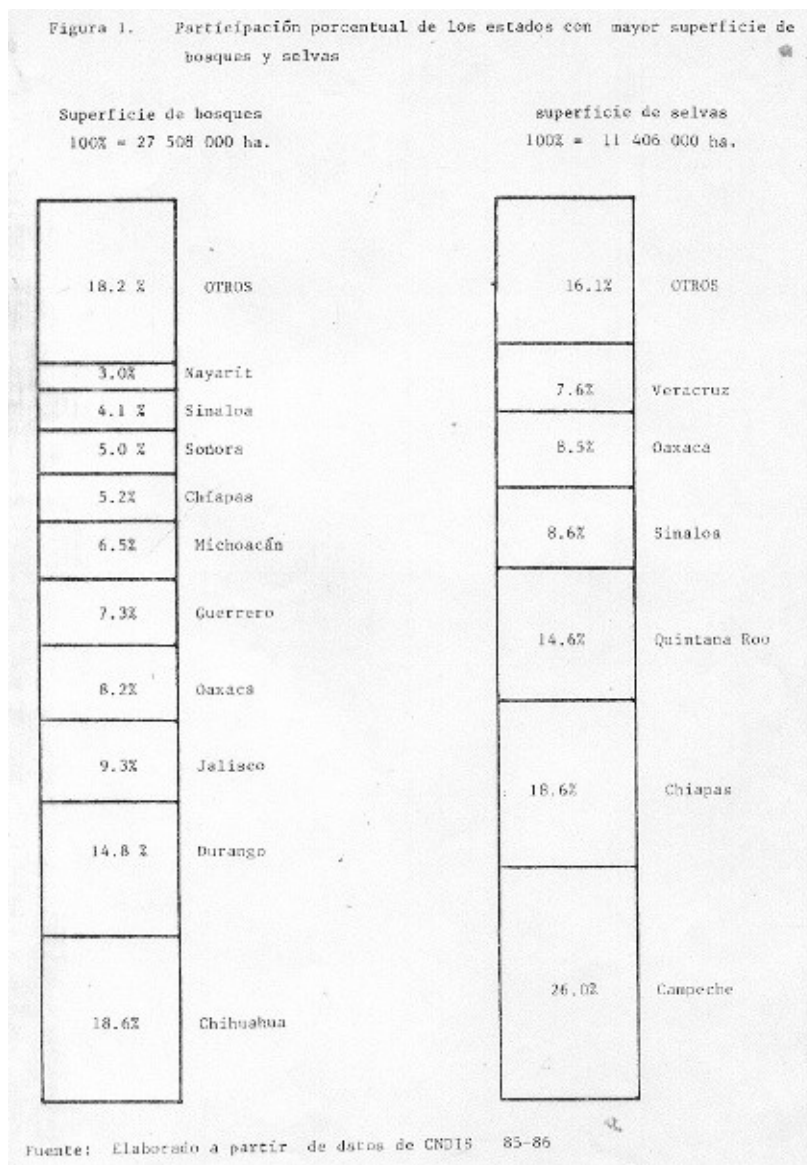 Figura 1. Participación porcentual de los estados con mayor superficie de
bosques y selvas
Superficie de bosques
100% = 27 508 000 ha.
18.2 % OTROS
3.0% Nayarit
4.1 % Sinaloa
5.0 % Sonora
5.2% Chiapas
6.5% Michoacán
7.3% Guerrero
8.2% Oaxaca
9.3% Jalisco
14.8 % Durango
18.6% Chihuahua
superficie de selvas
100% = 11 406 000 ha.
16.1% OTROS
7.6% Veracruz
8.5% Oaxaca
8.6% Sinaloa
14.6% Quintana Roo
18.6% Chiapas
26.0% Campeche
Fuente: Elaborado a partir de datos de CNDIS 85-86